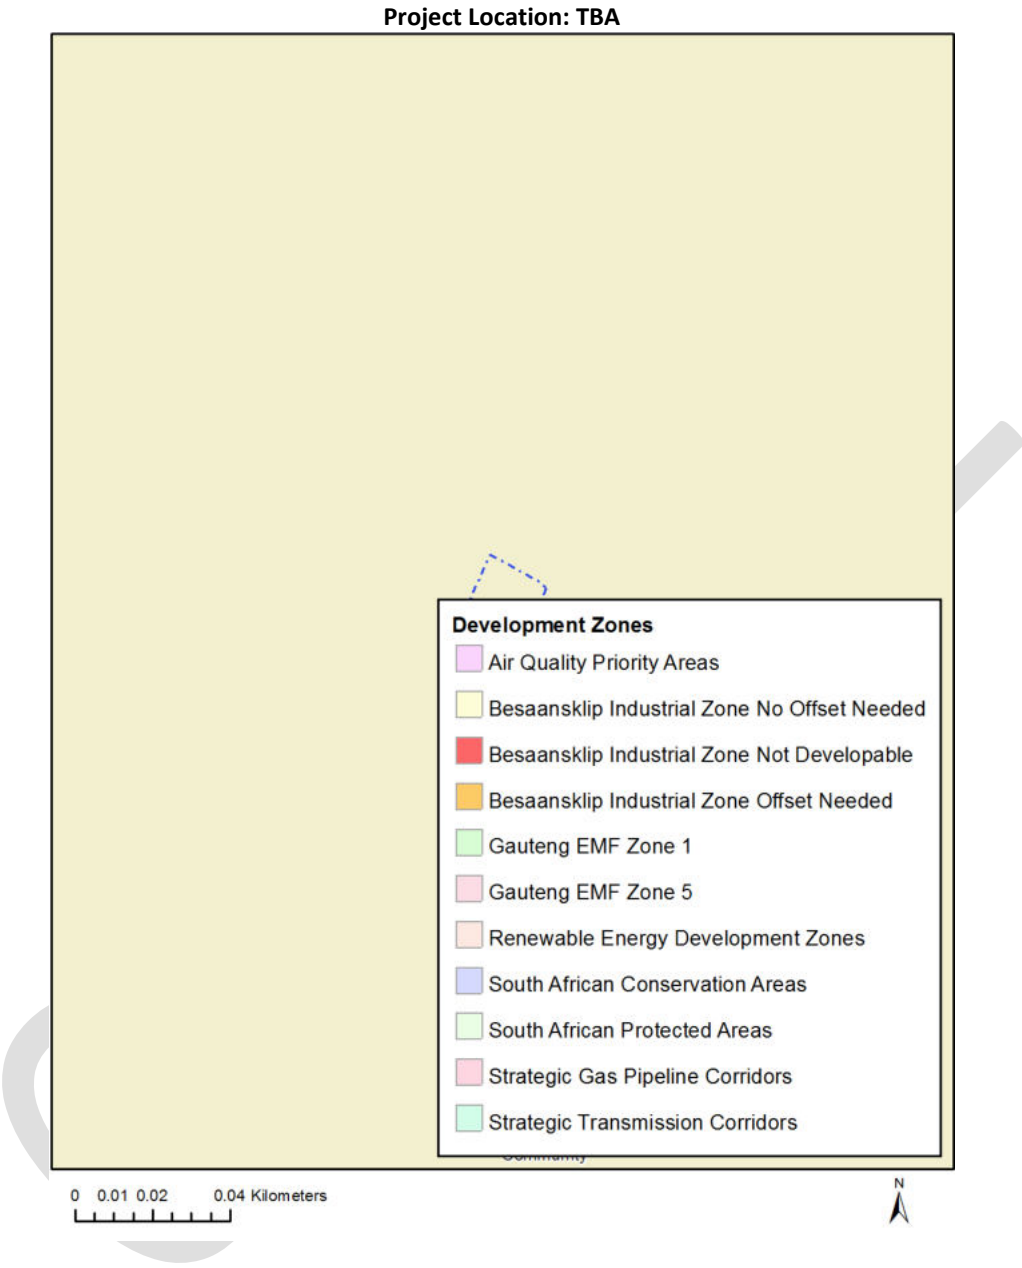 Project Location: TBA
Development Zones
Air Quality Priority Areas
Besaansklip Industrial Zone No Offset Needed
Besaansklip Industrial Zone Not Developable
Besaansklip Industrial Zone Offset Needed
Gauteng EMF Zone 1
Gauteng EMF Zone 5
Renewable Energy Development Zones
South African Conservation Areas
South African Protected Areas
Strategic Gas Pipeline Corridors
Strategic Transmission Corridors
Community
0 0.01 0.02 0.04 Kilometers
N